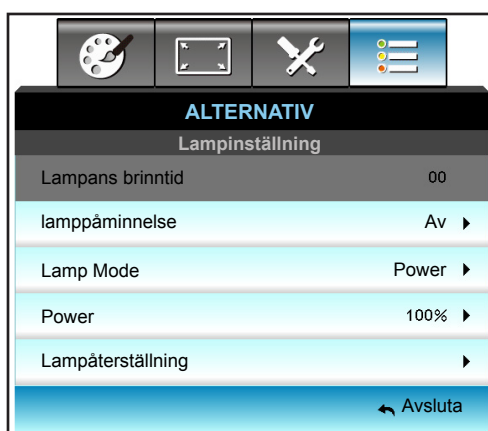 ALTERNATIV
Lampinställning
Lampans brinntid 00
lamppåminnelse Av
Lamp Mode Power
Power 100%
Lampåterställning
Avsluta